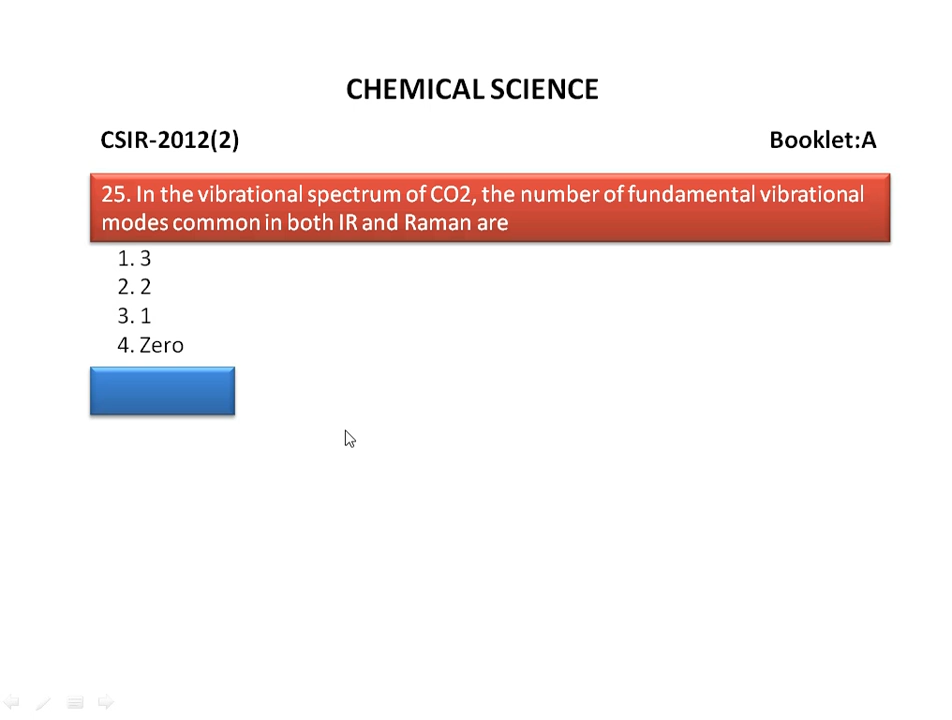 CHEMICAL SCIENCE
CSIR-2012(2) Booklet:A
25. In the vibrational spectrum of CO2, the number of fundamental vibrational
modes common in both IR and Raman are
1. 3
2. 2
3. 1
4. Zero